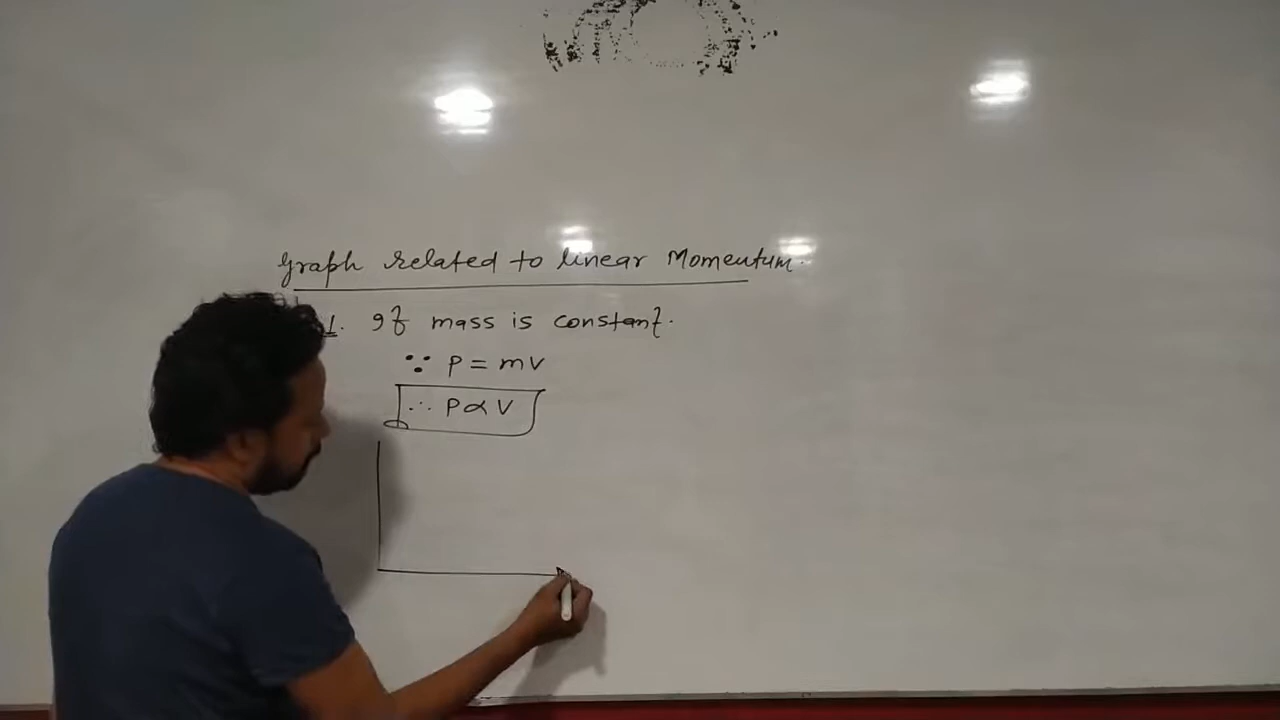 Graph related to linear Momentum.
1. If mass is constant.
∵ P = mv
∴ P ∝ V